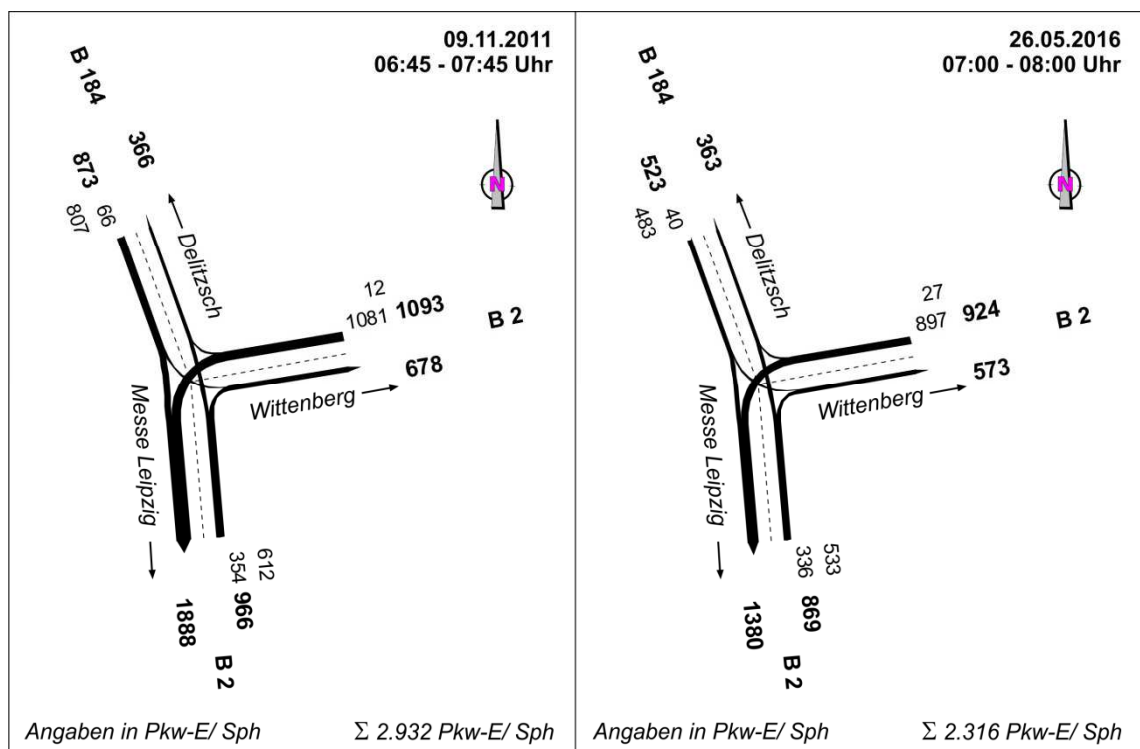 09.11.2011
06:45 - 07:45 Uhr
B 184
873
366
807
66
Delitzsch
N
12
1081 1093
B 2
678
Wittenberg
Messe Leipzig
354
612
966
1888
B 2
Angaben in Pkw-E/ Sph
Σ 2.932 Pkw-E/ Sph
26.05.2016
07:00 - 08:00 Uhr
B 184
523
363
483
40
Delitzsch
N
27
897 924
B 2
573
Wittenberg
Messe Leipzig
336
533
869
1380
B 2
Angaben in Pkw-E/ Sph
Σ 2.316 Pkw-E/ Sph